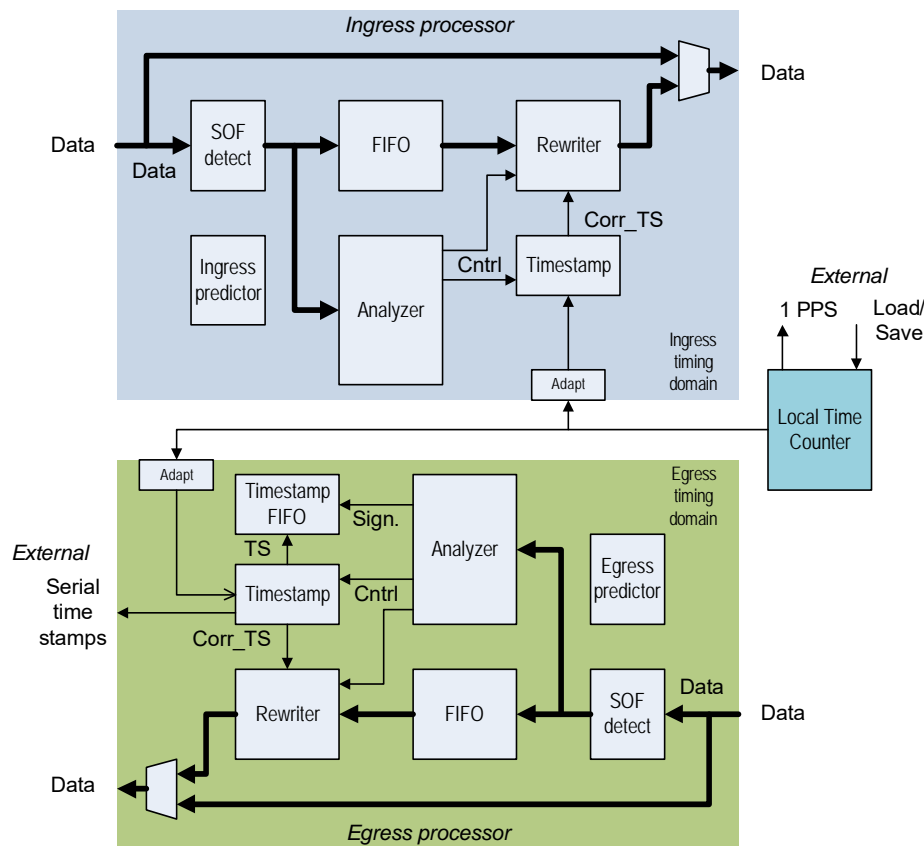 Ingress processor
Data
Data
SOF
detect
FIFO
Rewriter
Data
Corr_TS
Ingress
predictor
Analyzer
Cntrl
Timestamp
External
1 PPS
Load/
Save
Ingress
timing
domain
Adapt
Local Time
Counter
Adapt
Egress
timing
domain
Timestamp
FIFO
Sign.
Analyzer
TS
Egress
predictor
External
Serial
time
stamps
Timestamp
Cntrl
Corr_TS
Rewriter
FIFO
SOF
detect
Data
Data
Data
Egress processor